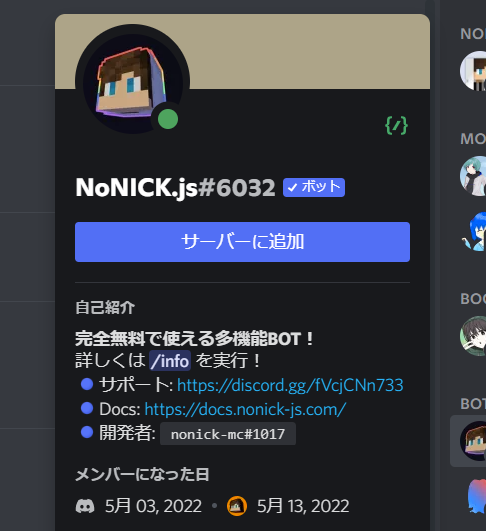 NoNICK.js#6032 ✓ ボット
サーバーに追加
自己紹介
完全無料で使える多機能BOT！
詳しくは /info を実行！
サポート: https://discord.gg/fVcjCNn733
Docs: https://docs.nonick-js.com/
開発者: nonick-mc#1017
メンバーになった日
5月 03, 2022 • 5月 13, 2022
MO
BOT